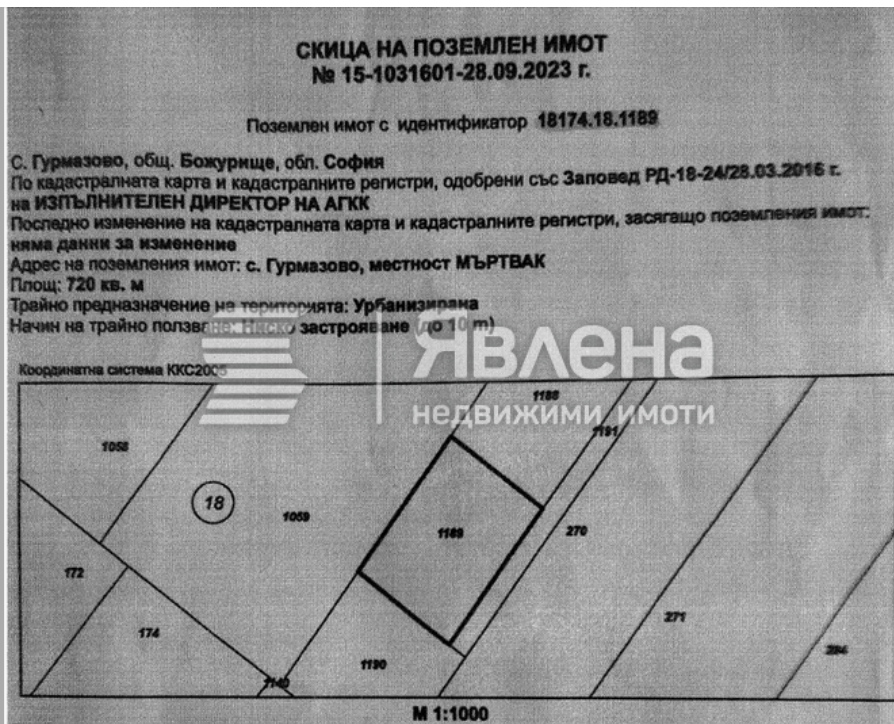 СКИЦА НА ПОЗЕМЛЕН ИМОТ
№ 15-1031601-28.09.2023 г.
Поземлен имот с идентификатор 18174.18.1189
С. Гурмазово, общ. Божурище, обл. София
По кадастралната карта и кадастралните регистри, одобрени със Заповед РД-18-24/28.03.2016 г.
на ИЗПЪЛНИТЕЛЕН ДИРЕКТОР НА АГКК
Последно изменение на кадастралната карта и кадастралните регистри, засягащо поземления имот:
няма данни за изменение
Адрес на поземления имот: с. Гурмазово, местност МЪРТВАК
Площ: 720 кв. м
Трайно предназначение на територията: Урбанизирана
Начин на трайно ползване: Ниско застрояване (до 10 m)
Явлена
недвижими имоти
Координатна система ККС2005
1188
1191
1058
18
1059
1189
270
172
174
271
1190
284
1140
М 1:1000